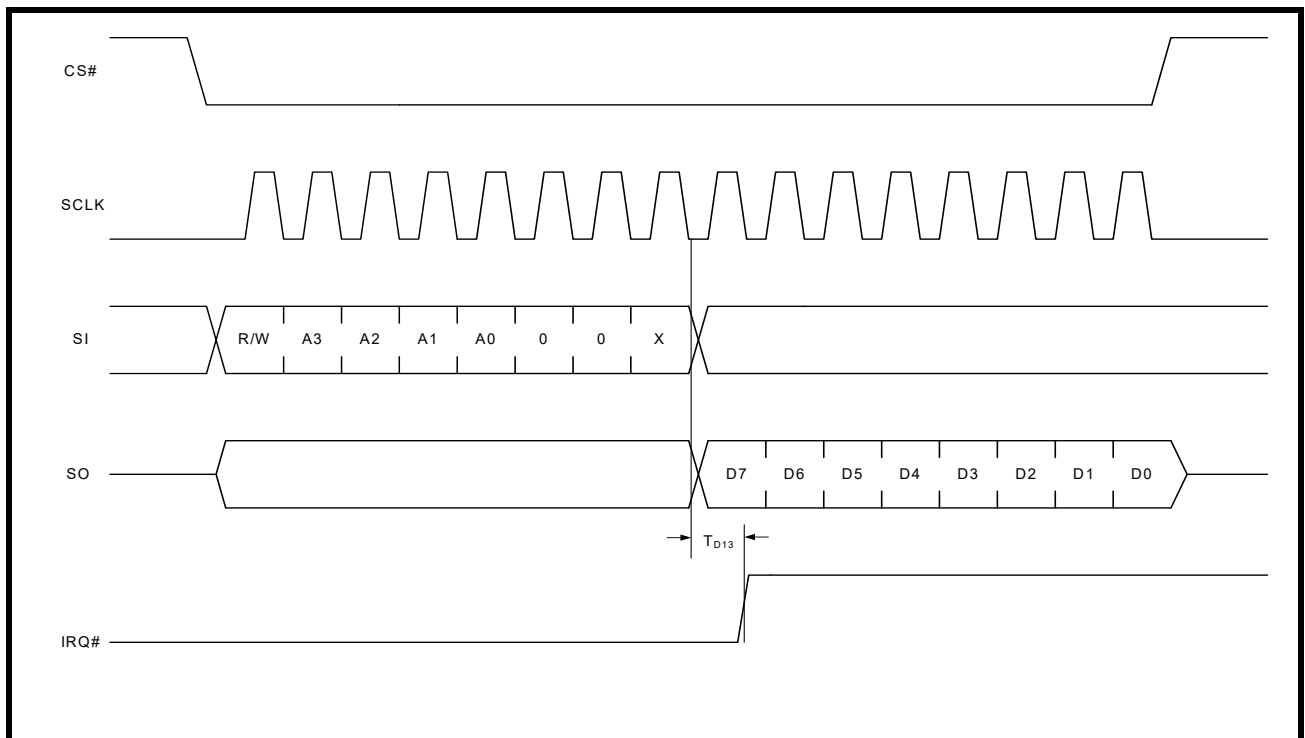 CS#
SCLK
SI R/W A3 A2 A1 A0 0 0 X
SO D7 D6 D5 D4 D3 D2 D1 D0
TD13
IRQ#